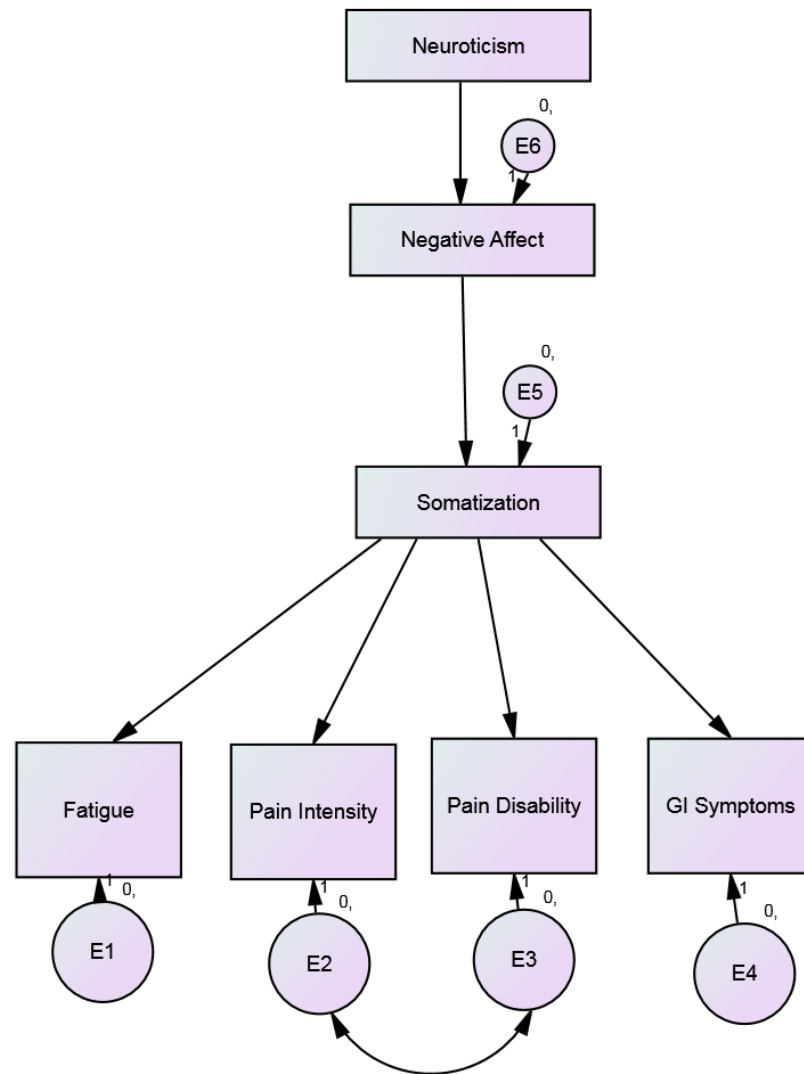 Neuroticism
0,
E6
1
Negative Affect
0,
E5
1
Somatization
Fatigue
Pain Intensity
Pain Disability
GI Symptoms
1
0,
1
0,
1
0,
1
0,
E1
E2
E3
E4